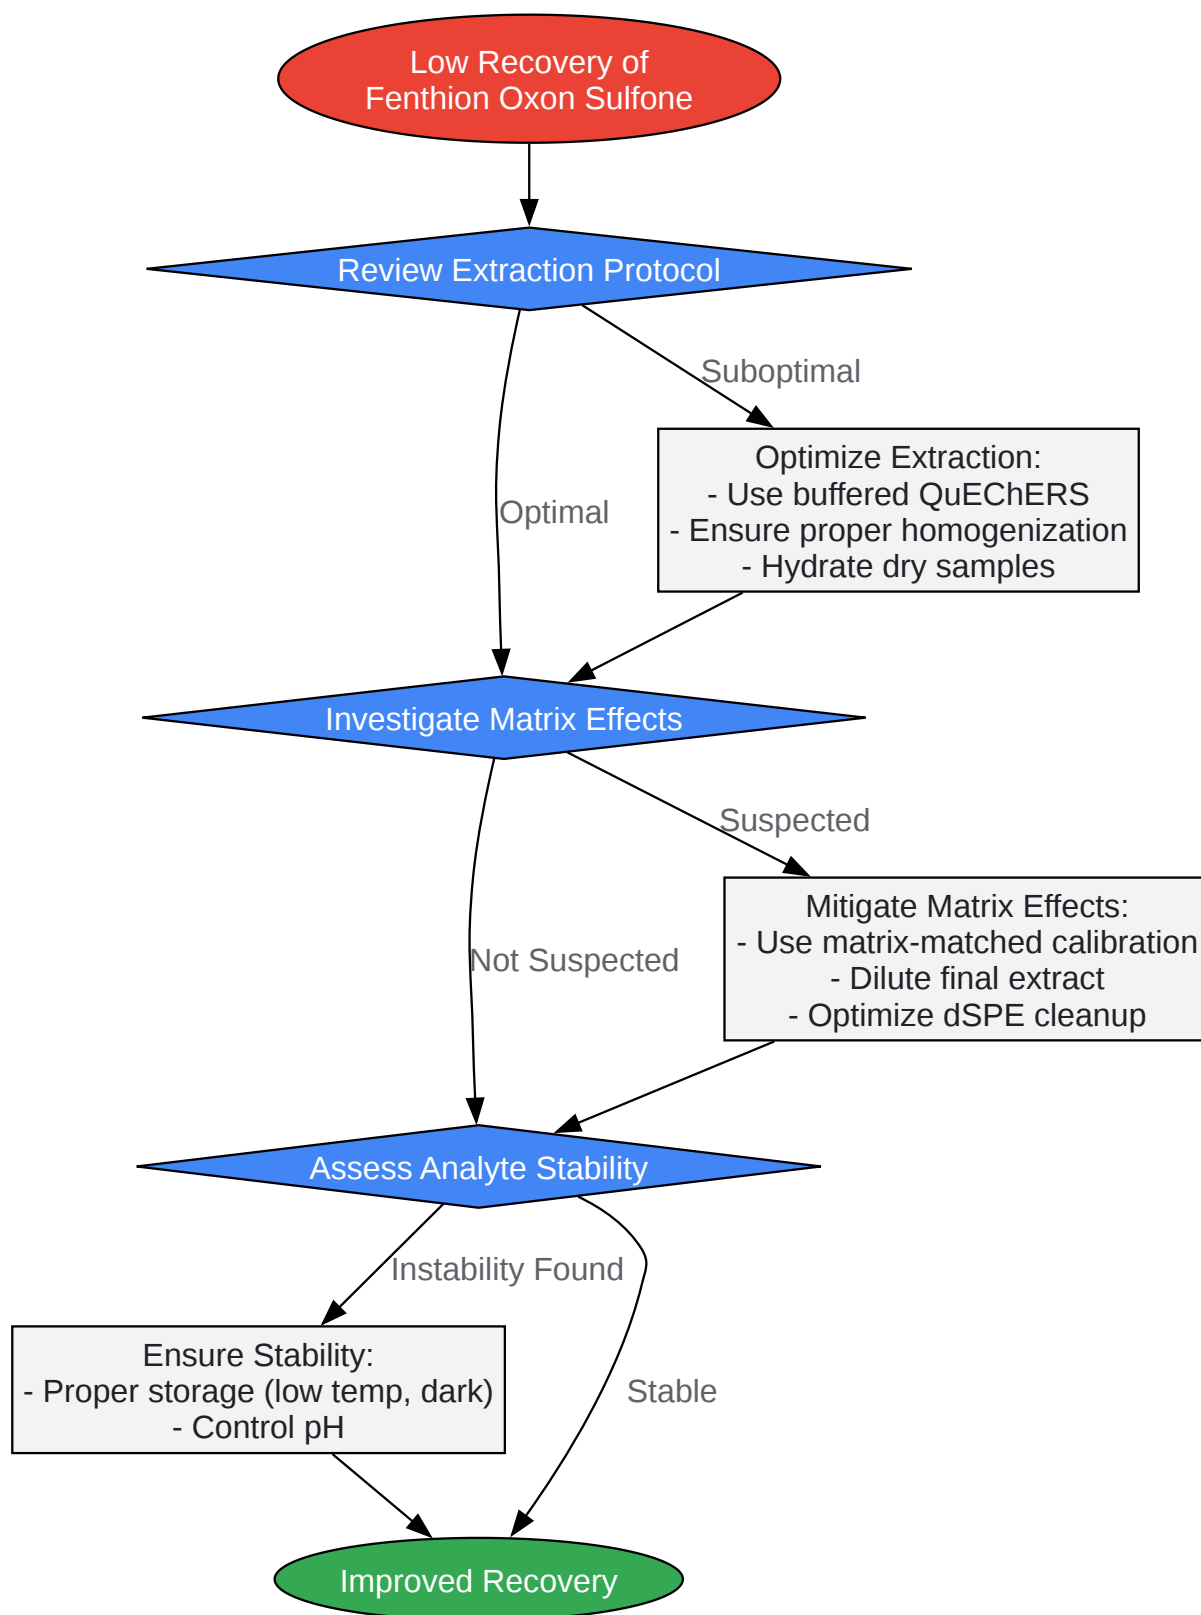 Low Recovery of
Fenthion Oxon Sulfone
Review Extraction Protocol
Suboptimal
Optimize Extraction:
- Use buffered QuEChERS
- Ensure proper homogenization
- Hydrate dry samples
Optimal
Investigate Matrix Effects
Suspected
Mitigate Matrix Effects:
- Use matrix-matched calibration
- Dilute final extract
- Optimize dSPE cleanup
Not Suspected
Assess Analyte Stability
Instability Found
Ensure Stability:
- Proper storage (low temp, dark)
- Control pH
Stable
Improved Recovery